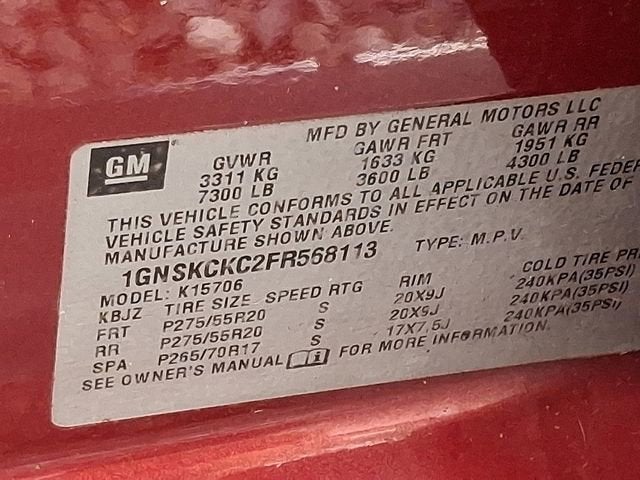 GM
MFD BY GENERAL MOTORS LLC
GVWR GAWR FRT GAWR RR
3311 KG 1633 KG 1951 KG
7300 LB 3600 LB 4300 LB
THIS VEHICLE CONFORMS TO ALL APPLICABLE U.S. FEDER
VEHICLE SAFETY STANDARDS IN EFFECT ON THE DATE OF
MANUFACTURE SHOWN ABOVE.
1GNSKCKC2FR568113 TYPE: M.P.V.
MODEL: K15706
KBJZ TIRE SIZE SPEED RTG RIM COLD TIRE PR
FRT P275/55R20 S 20X9J 240KPA(35PSI)
RR P275/55R20 S 20X9J 240KPA(35PSI)
SPA P265/70R17 S 17X7.5J 240KPA(35PSI)
SEE OWNER'S MANUAL FOR MORE INFORMATION.